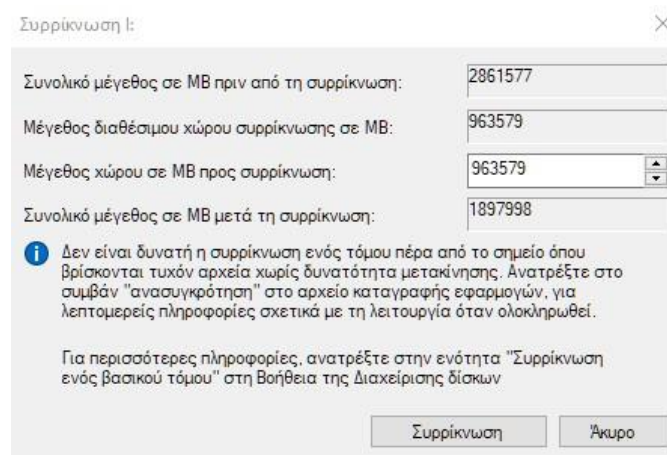 Συρρίκνωση I:
Συνολικό μέγεθος σε MB πριν από τη συρρίκνωση: 2861577
Μέγεθος διαθέσιμου χώρου συρρίκνωσης σε MB: 963579
Μέγεθος χώρου σε MB προς συρρίκνωση: 963579
Συνολικό μέγεθος σε MB μετά τη συρρίκνωση: 1897998
Δεν είναι δυνατή η συρρίκνωση ενός τόμου πέρα από το σημείο όπου
βρίσκονται τυχόν αρχεία χωρίς δυνατότητα μετακίνησης. Ανατρέξτε στο
συμβάν "ανασυγκρότηση" στο αρχείο καταγραφής εφαρμογών, για
λεπτομερείς πληροφορίες σχετικά με τη λειτουργία όταν ολοκληρωθεί.
Για περισσότερες πληροφορίες, ανατρέξτε στην ενότητα "Συρρίκνωση
ενός βασικού τόμου" στη Βοήθεια της Διαχείρισης δίσκων
Συρρίκνωση Άκυρο